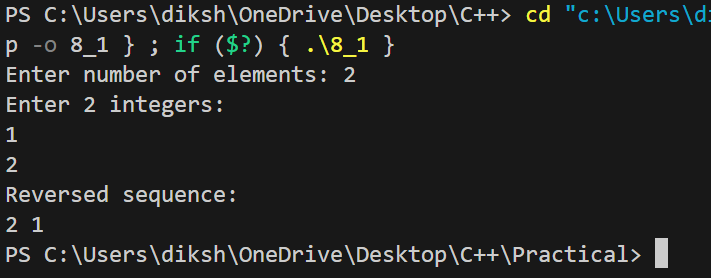 PS C:\Users\diksh\OneDrive\Desktop\C++> cd "c:\Users\di
p -o 8_1 } ; if ($?) { .\8_1 }
Enter number of elements: 2
Enter 2 integers:
1
2
Reversed sequence:
2 1
PS C:\Users\diksh\OneDrive\Desktop\C++\Practical>